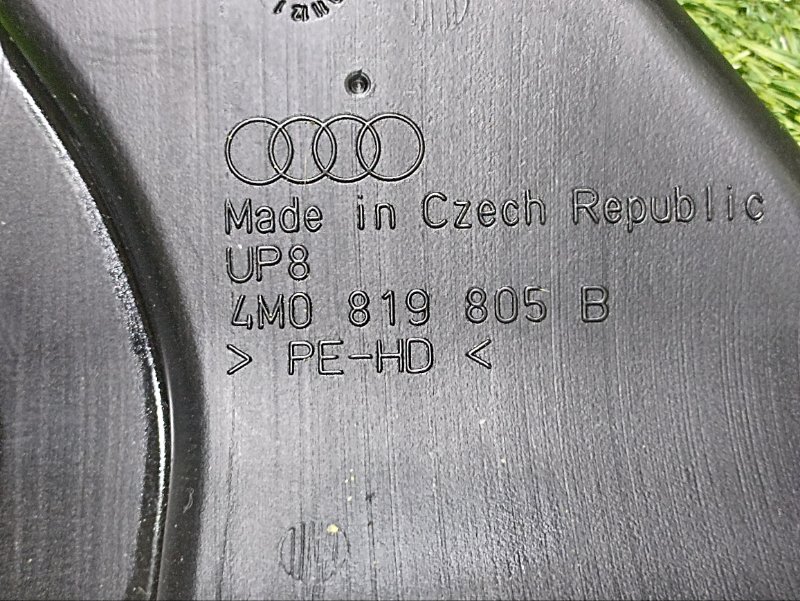 Made in Czech Republic
UP8
4M0 819 805 B
> PE-HD <